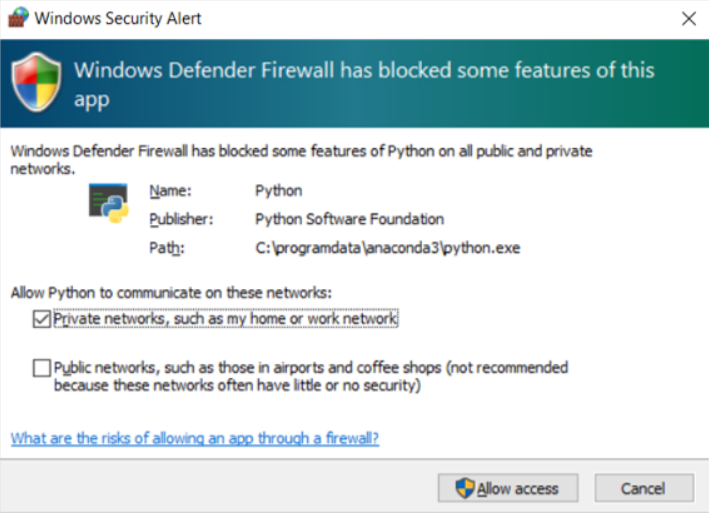 Windows Security Alert
Windows Defender Firewall has blocked some features of this
app
Windows Defender Firewall has blocked some features of Python on all public and private
networks.
Name: Python
Publisher: Python Software Foundation
Path: C:\programdata\anaconda3\python.exe
Allow Python to communicate on these networks:
Private networks, such as my home or work network
Public networks, such as those in airports and coffee shops (not recommended
because these networks often have little or no security)
What are the risks of allowing an app through a firewall?
Allow access Cancel